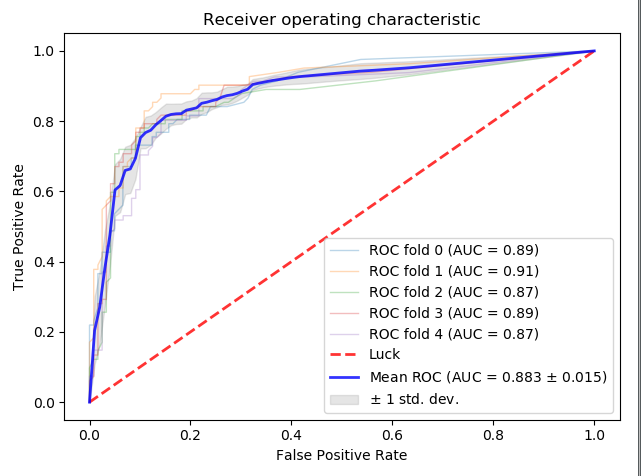 Receiver operating characteristic
1.0
0.8
0.6
0.4
0.2
0.0
True Positive Rate
ROC fold 0 (AUC = 0.89)
ROC fold 1 (AUC = 0.91)
ROC fold 2 (AUC = 0.87)
ROC fold 3 (AUC = 0.89)
ROC fold 4 (AUC = 0.87)
Luck
Mean ROC (AUC = 0.883 ± 0.015)
± 1 std. dev.
0.0 0.2 0.4 0.6 0.8 1.0
False Positive Rate